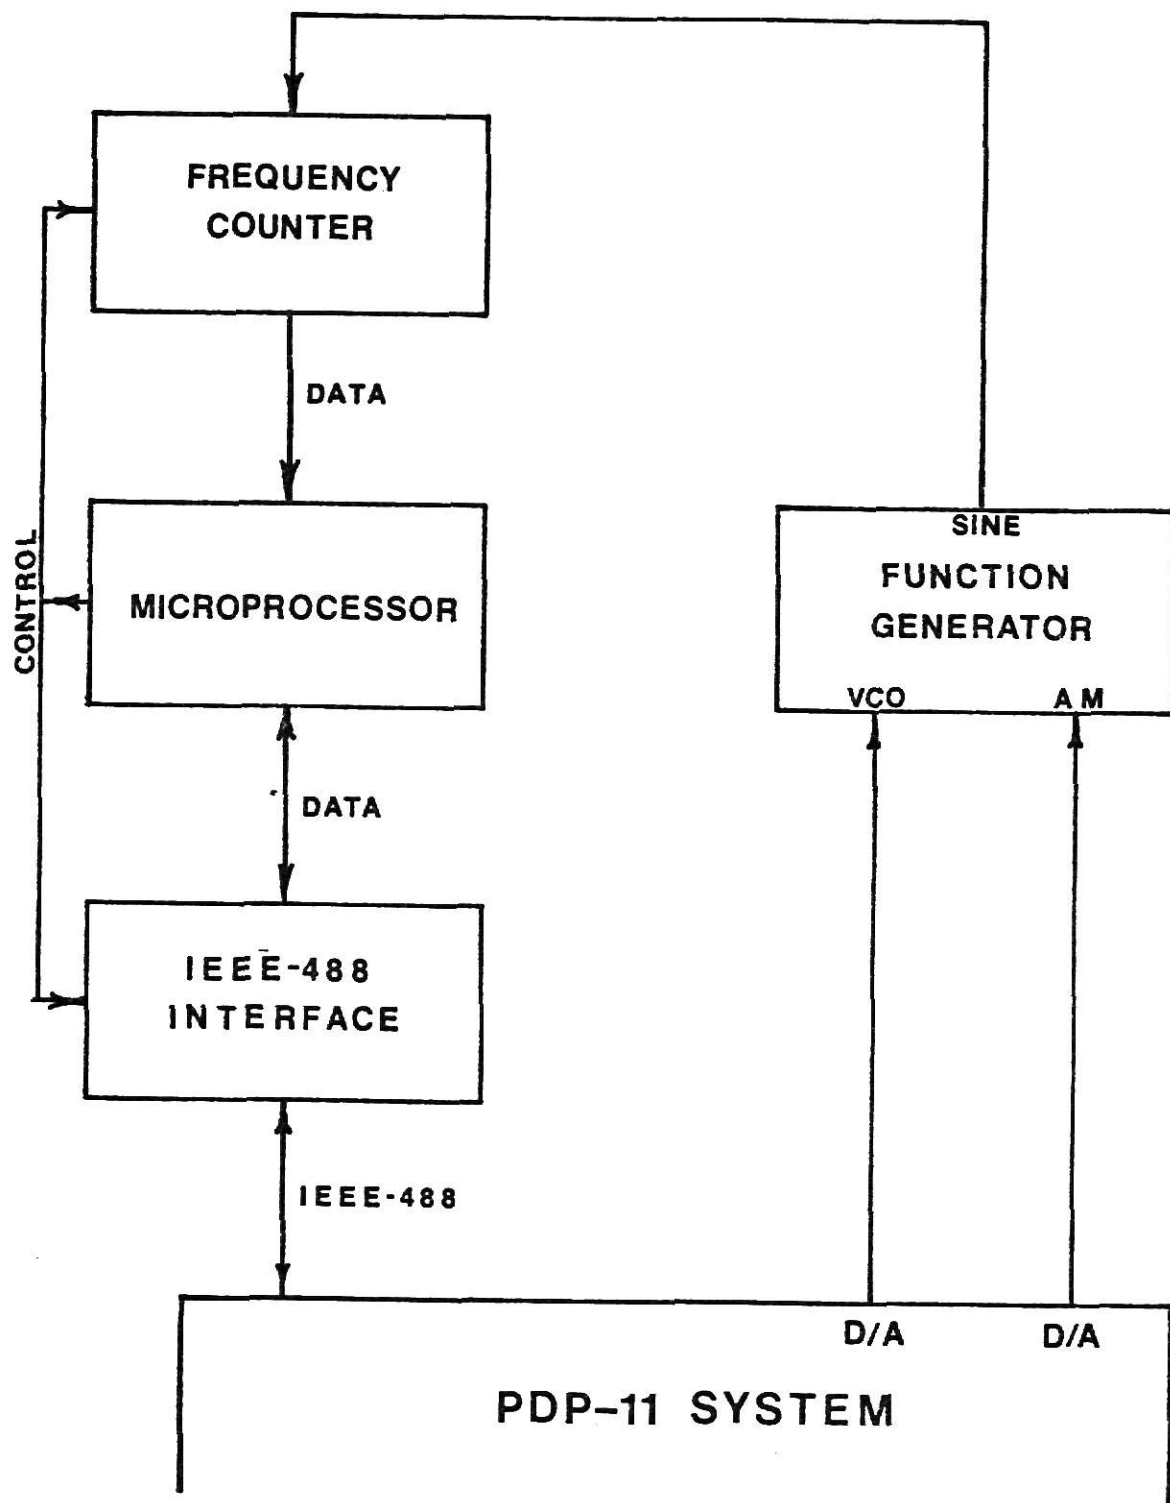 FREQUENCY
COUNTER
DATA
CONTROL
MICROPROCESSOR
SINE
FUNCTION
GENERATOR
VCO
AM
DATA
IEEE-488
INTERFACE
IEEE-488
D/A
D/A
PDP-11 SYSTEM